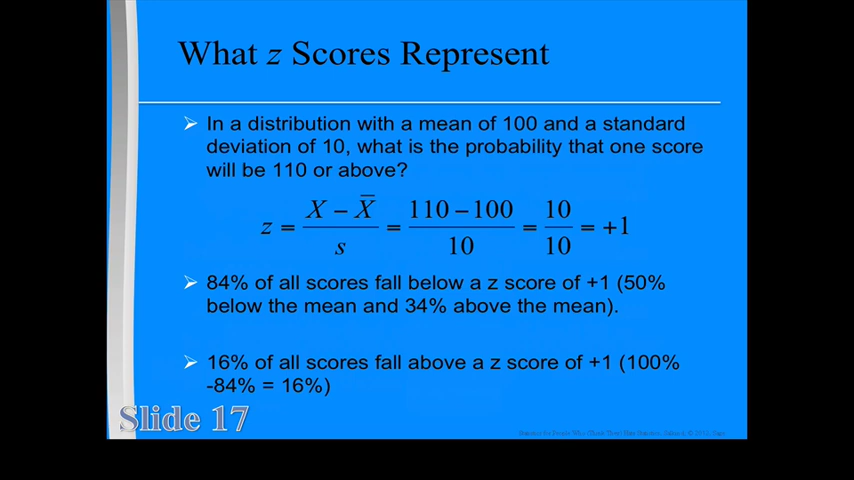 What z Scores Represent
➢ In a distribution with a mean of 100 and a standard
deviation of 10, what is the probability that one score
will be 110 or above?
z = (X − X̅)/s = (110 − 100)/10 = 10/10 = +1
➢ 84% of all scores fall below a z score of +1 (50%
below the mean and 34% above the mean).
➢ 16% of all scores fall above a z score of +1 (100%
-84% = 16%)
Slide 17